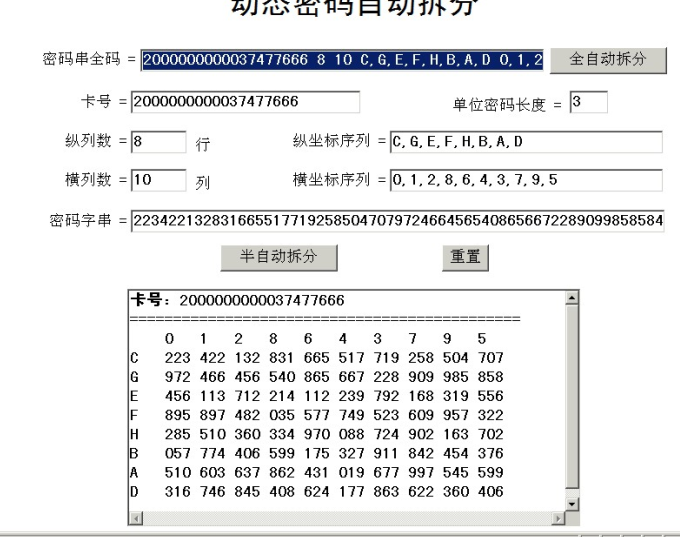 动态密码自动拆分
密码串全码 = 2000000000037477666 8 10 C,G,E,F,H,B,A,D 0,1,2 全自动拆分
卡号 = 2000000000037477666 单位密码长度 = 3
纵列数 = 8 行 纵坐标序列 = C,G,E,F,H,B,A,D
横列数 = 10 列 横坐标序列 = 0,1,2,8,6,4,3,7,9,5
密码字串 = 2234221328316655177192585047079724664565408656672289099858584
半自动拆分 重置
卡号：2000000000037477666
==================================================
0 1 2 8 6 4 3 7 9 5
C 223 422 132 831 665 517 719 258 504 707
G 972 466 456 540 865 667 228 909 985 858
E 456 113 712 214 112 239 792 168 319 556
F 895 897 482 035 577 749 523 609 957 322
H 285 510 360 334 970 088 724 902 163 702
B 057 774 406 599 175 327 911 842 454 376
A 510 603 637 862 431 019 677 997 545 599
D 316 746 845 408 624 177 863 622 360 406